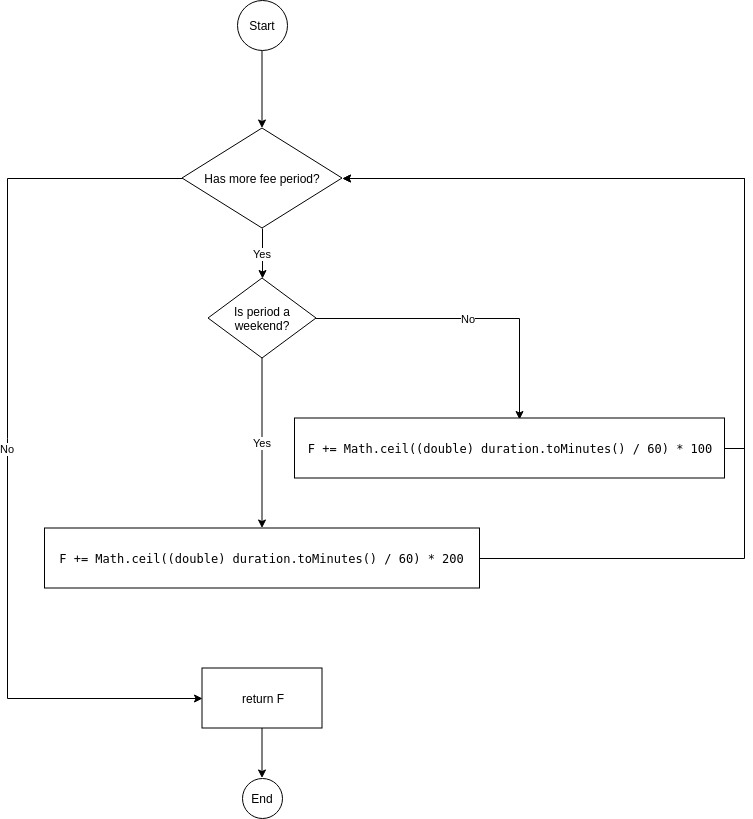 Start
Has more fee period?
Yes
Is period a
weekend?
No
Yes
No
F += Math.ceil((double) duration.toMinutes() / 60) * 100
F += Math.ceil((double) duration.toMinutes() / 60) * 200
return F
End